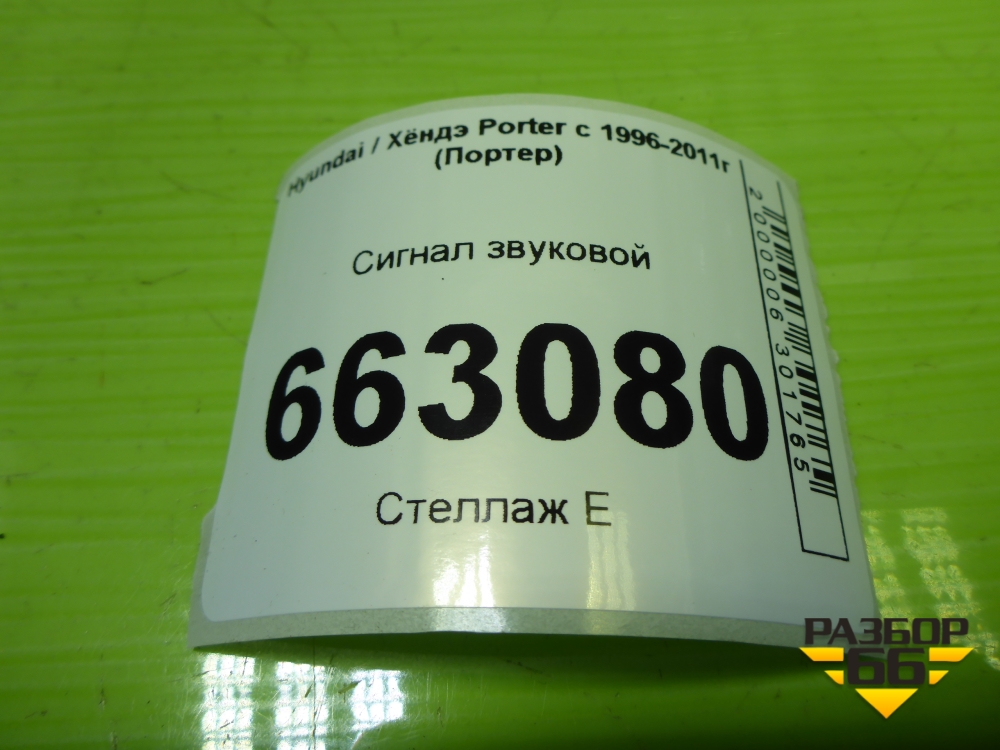 Hyundai / Хёндэ Porter с 1996-2011г
(Портер)
Сигнал звуковой
663080
Стеллаж Е
2000006301765
РАЗБОР
66